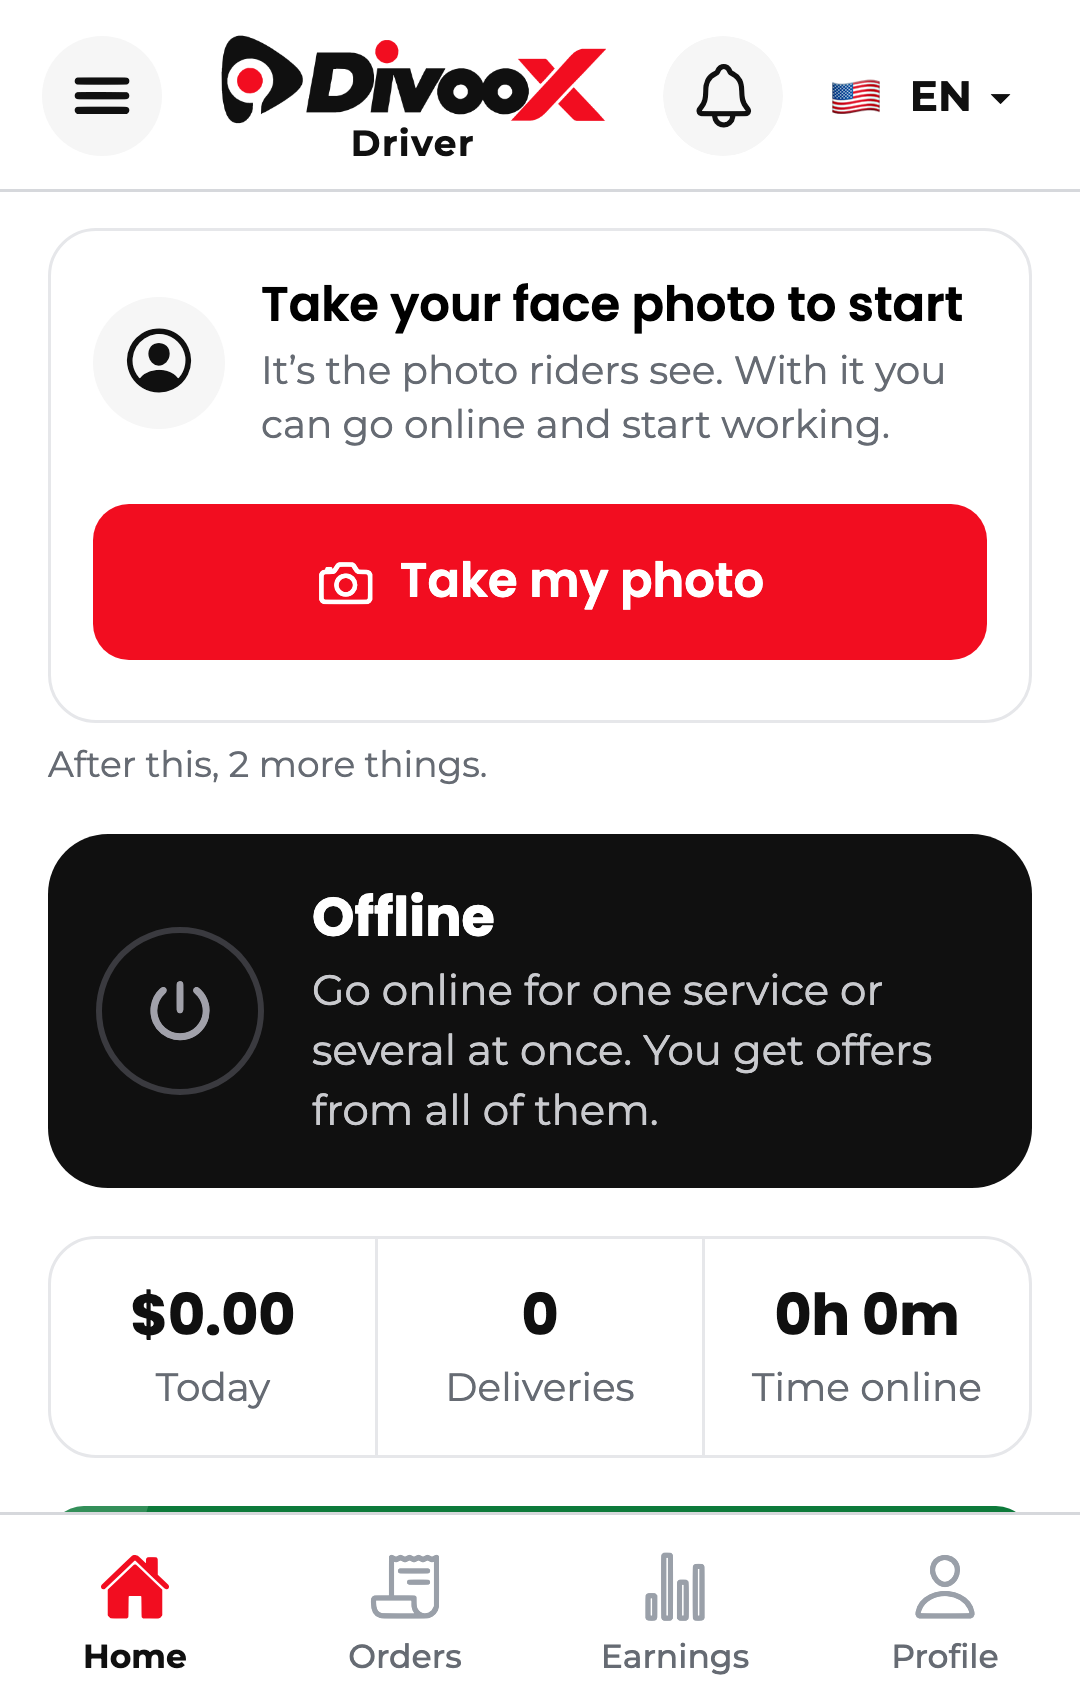 DivooX
Driver
EN
Take your face photo to start
It’s the photo riders see. With it you
can go online and start working.
Take my photo
After this, 2 more things.
Offline
Go online for one service or
several at once. You get offers
from all of them.
$0.00
Today
0
Deliveries
0h 0m
Time online
Home
Orders
Earnings
Profile